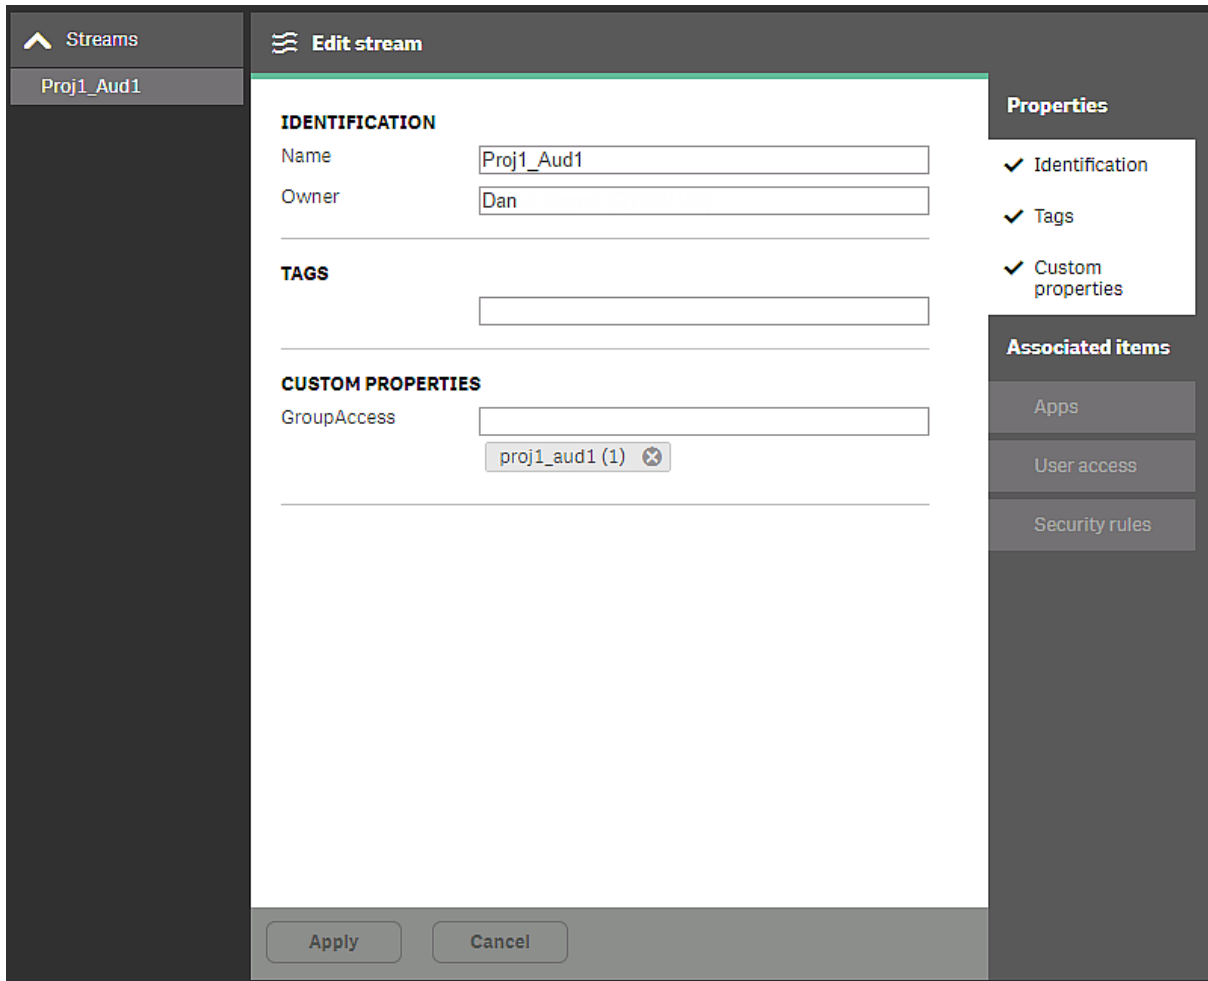 Streams
Proj1_Aud1
Edit stream
IDENTIFICATION
Name
Proj1_Aud1
Owner
Dan
TAGS
CUSTOM PROPERTIES
GroupAccess
proj1_aud1 (1)
Apply
Cancel
Properties
Identification
Tags
Custom
properties
Associated items
Apps
User access
Security rules